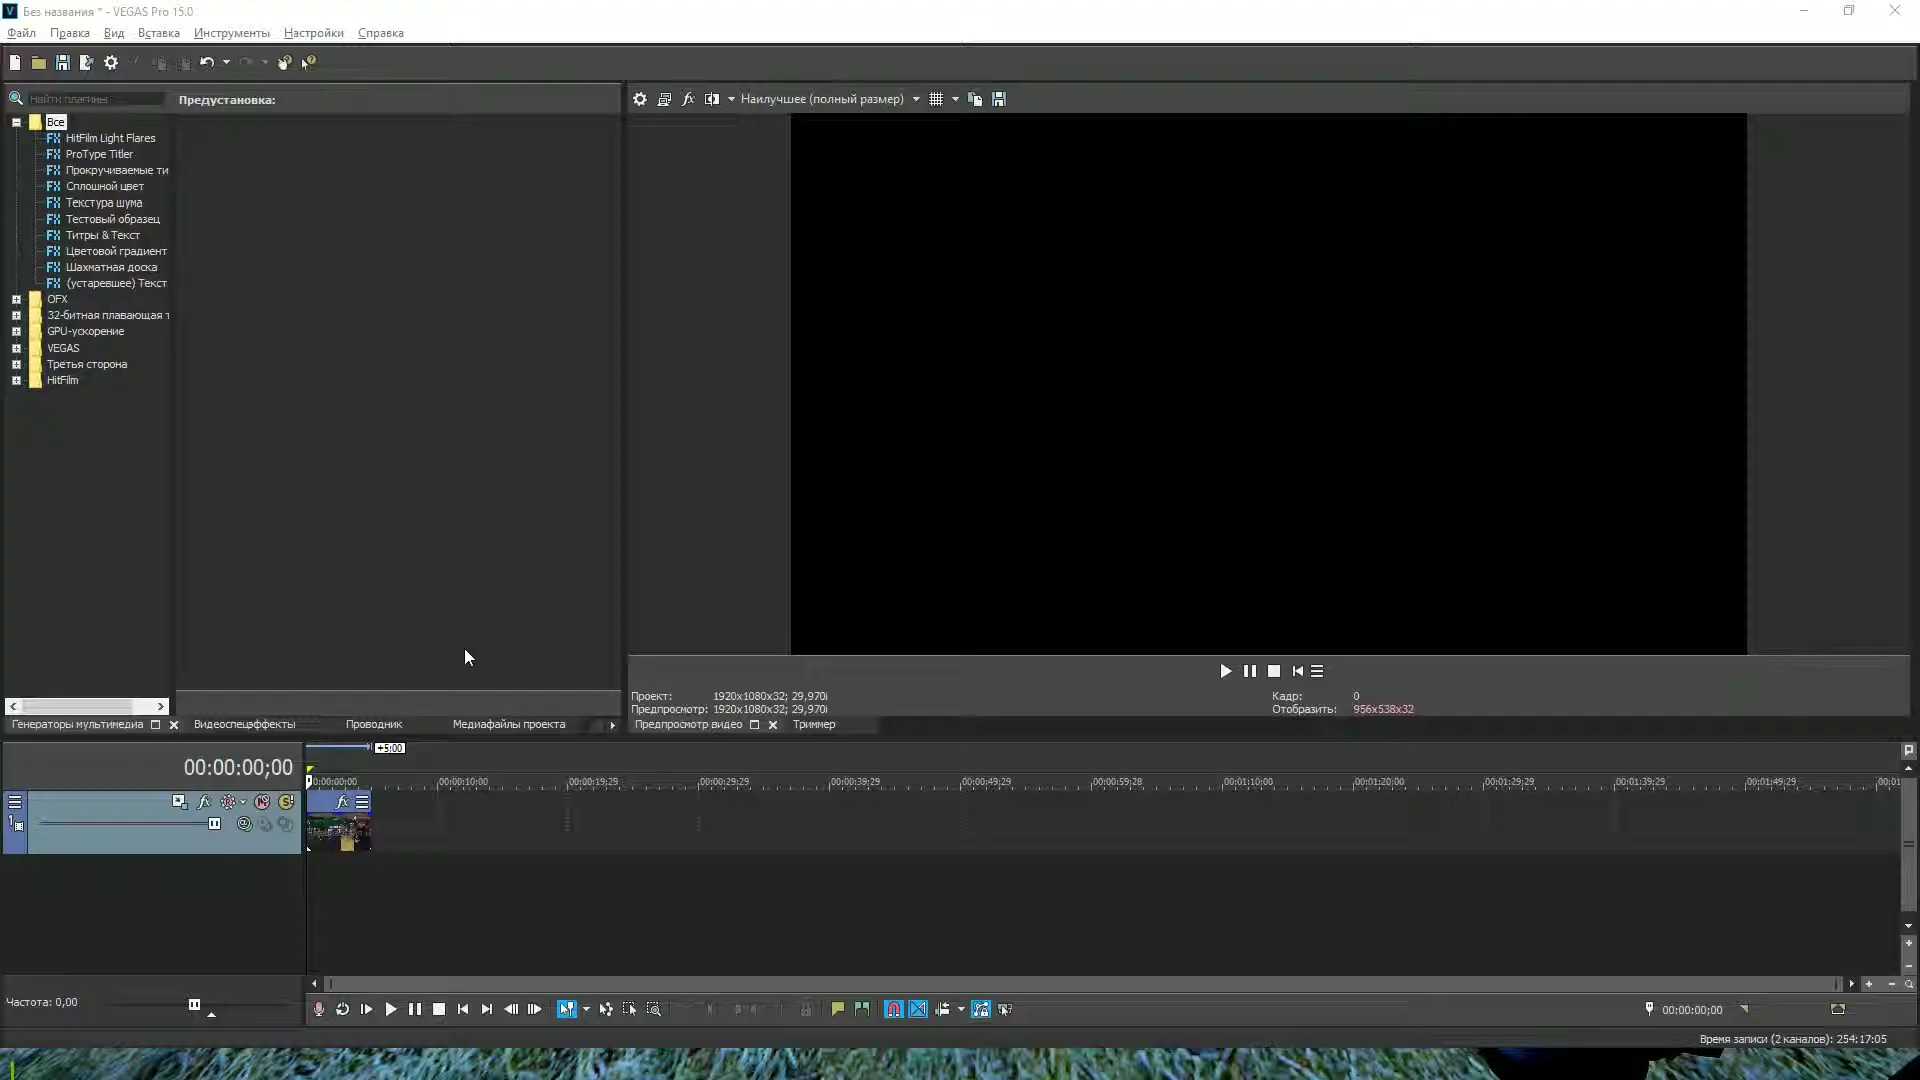 Без названия * - VEGAS Pro 15.0
Файл Правка Вид Вставка Инструменты Настройки Справка
Найти плагины
Предустановка:
Наилучшее (полный размер)
Все
HitFilm Light Flares
ProType Titler
Прокручиваемые ти
Сплошной цвет
Текстура шума
Тестовый образец
Титры & Текст
Цветовой градиент
Шахматная доска
(устаревшее) Текст
OFX
32-битная плавающая т
GPU-ускорение
VEGAS
Третья сторона
HitFilm
Проект: 1920x1080x32; 29,970i
Предпросмотр: 1920x1080x32; 29,970i
Кадр: 0
Отобразить: 956x538x32
Генераторы мультимедиа Видеоспецэффекты Проводник Медиафайлы проекта
Предпросмотр видео Триммер
00:00:00;00
+5:00
00:00:00;00 00:00:10;00 00:00:19;29 00:00:29;29 00:00:39;29 00:00:49;29 00:00:59;28 00:01:10;00 00:01:20;00 00:01:29;29 00:01:39;29 00:01:49;29 00:01
1
Частота: 0,00
00:00:00;00
Время записи (2 каналов): 254:17:05